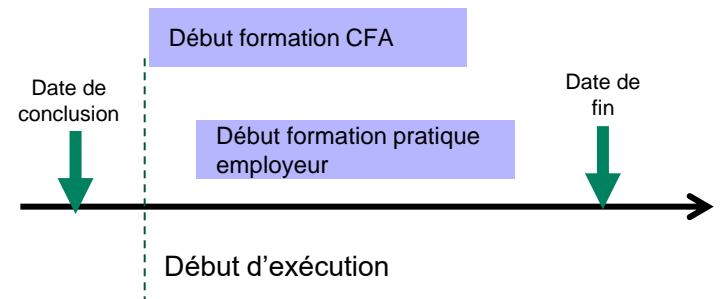 Début formation CFA
Date de
conclusion
Date de
fin
Début formation pratique
employeur
Début d’exécution